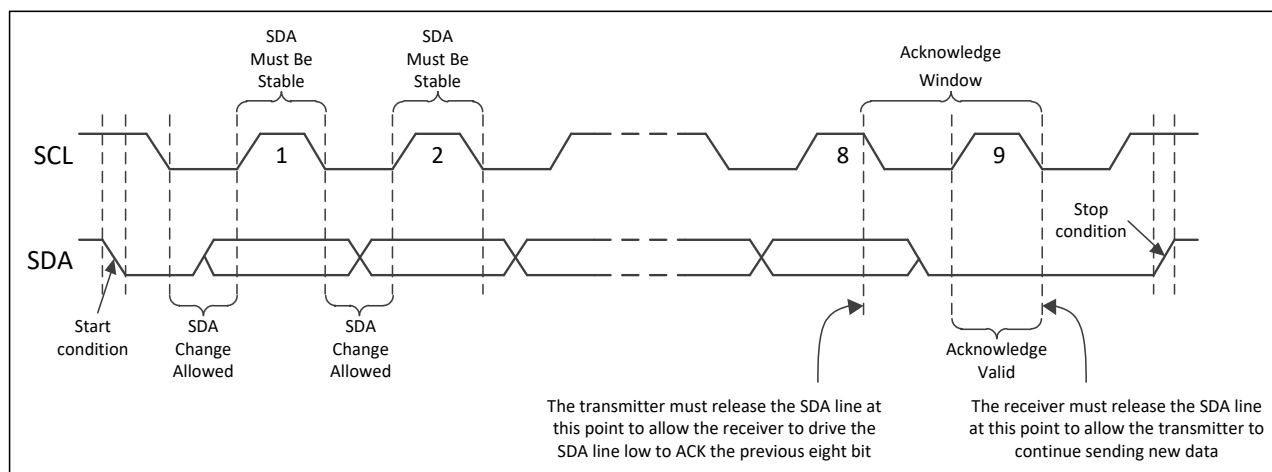 SDA
Must Be
Stable
SDA
Must Be
Stable
Acknowledge
Window
SCL
1
2
8
9
SDA
Stop
condition
Start
condition
SDA
Change
Allowed
SDA
Change
Allowed
Acknowledge
Valid
The transmitter must release the SDA line at
this point to allow the receiver to drive the
SDA line low to ACK the previous eight bit
The receiver must release the SDA line
at this point to allow the transmitter to
continue sending new data